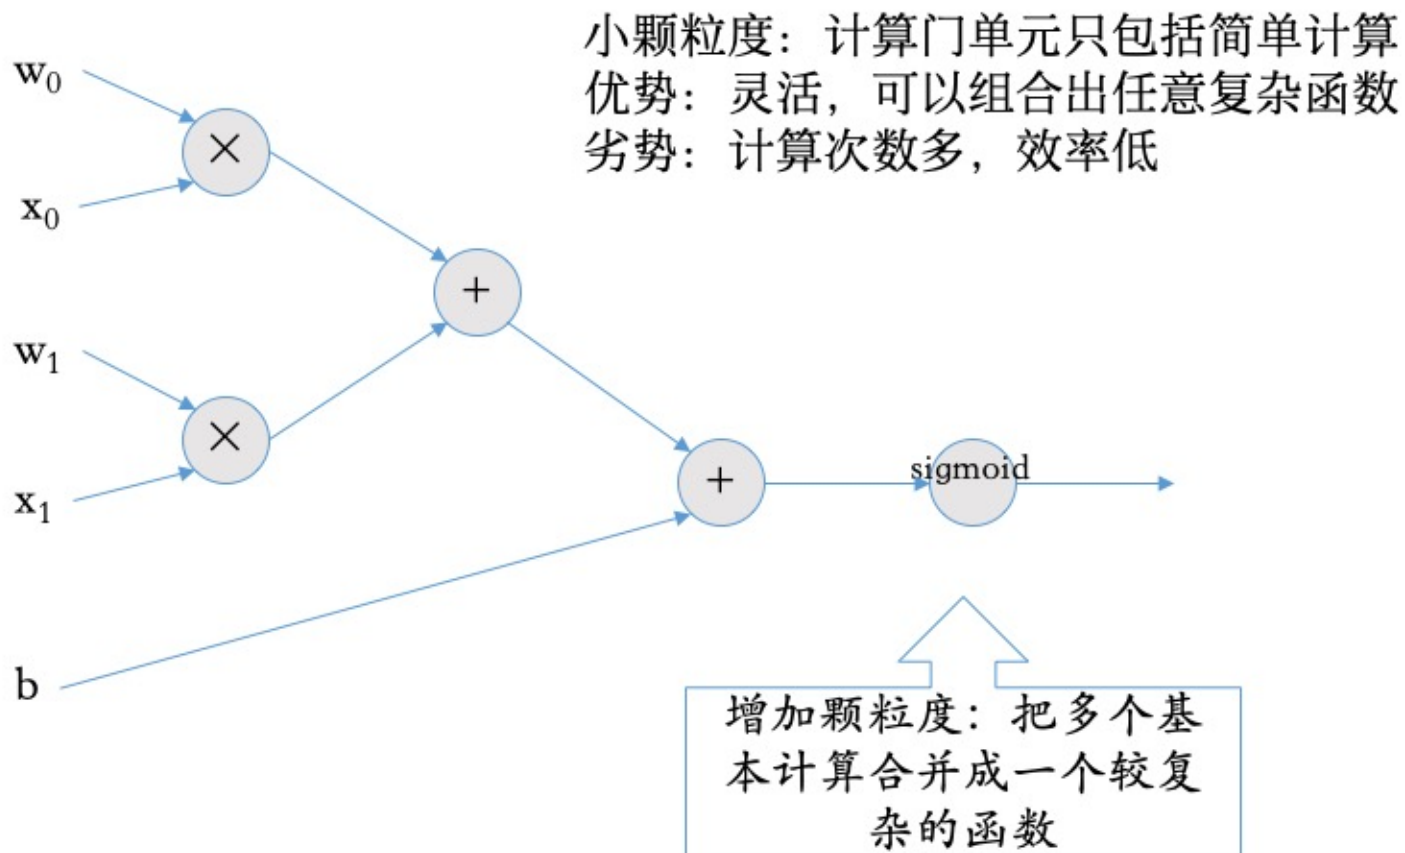 小颗粒度：计算门单元只包括简单计算
优势：灵活，可以组合出任意复杂函数
劣势：计算次数多，效率低
w₀
×
x₀
+
w₁
×
x₁
+
sigmoid
b
增加颗粒度：把多个基
本计算合并成一个较复
杂的函数